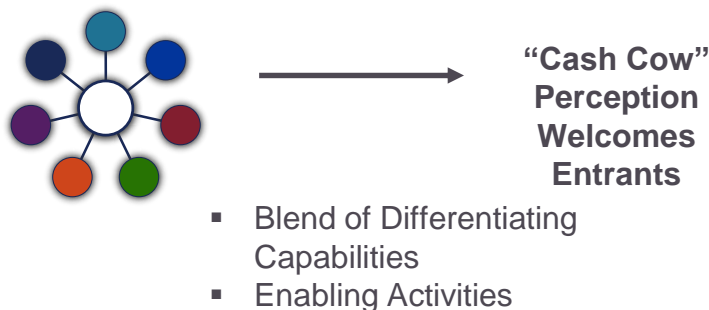 “Cash Cow”
Perception
Welcomes
Entrants
▪ Blend of Differentiating
Capabilities
▪ Enabling Activities